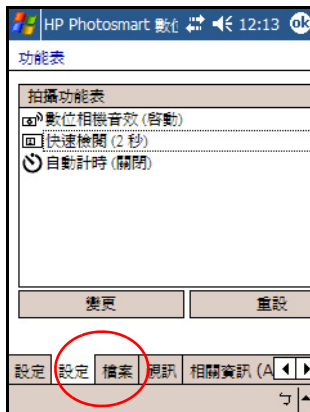 HP Photosmart 數位 12:13 ok
功能表
拍攝功能表
數位相機音效 (啓動)
快速檢閱 (2 秒)
自動計時 (關閉)
變更 重設
設定 設定 檔案 視訊 相關資訊 (A
ㄅ